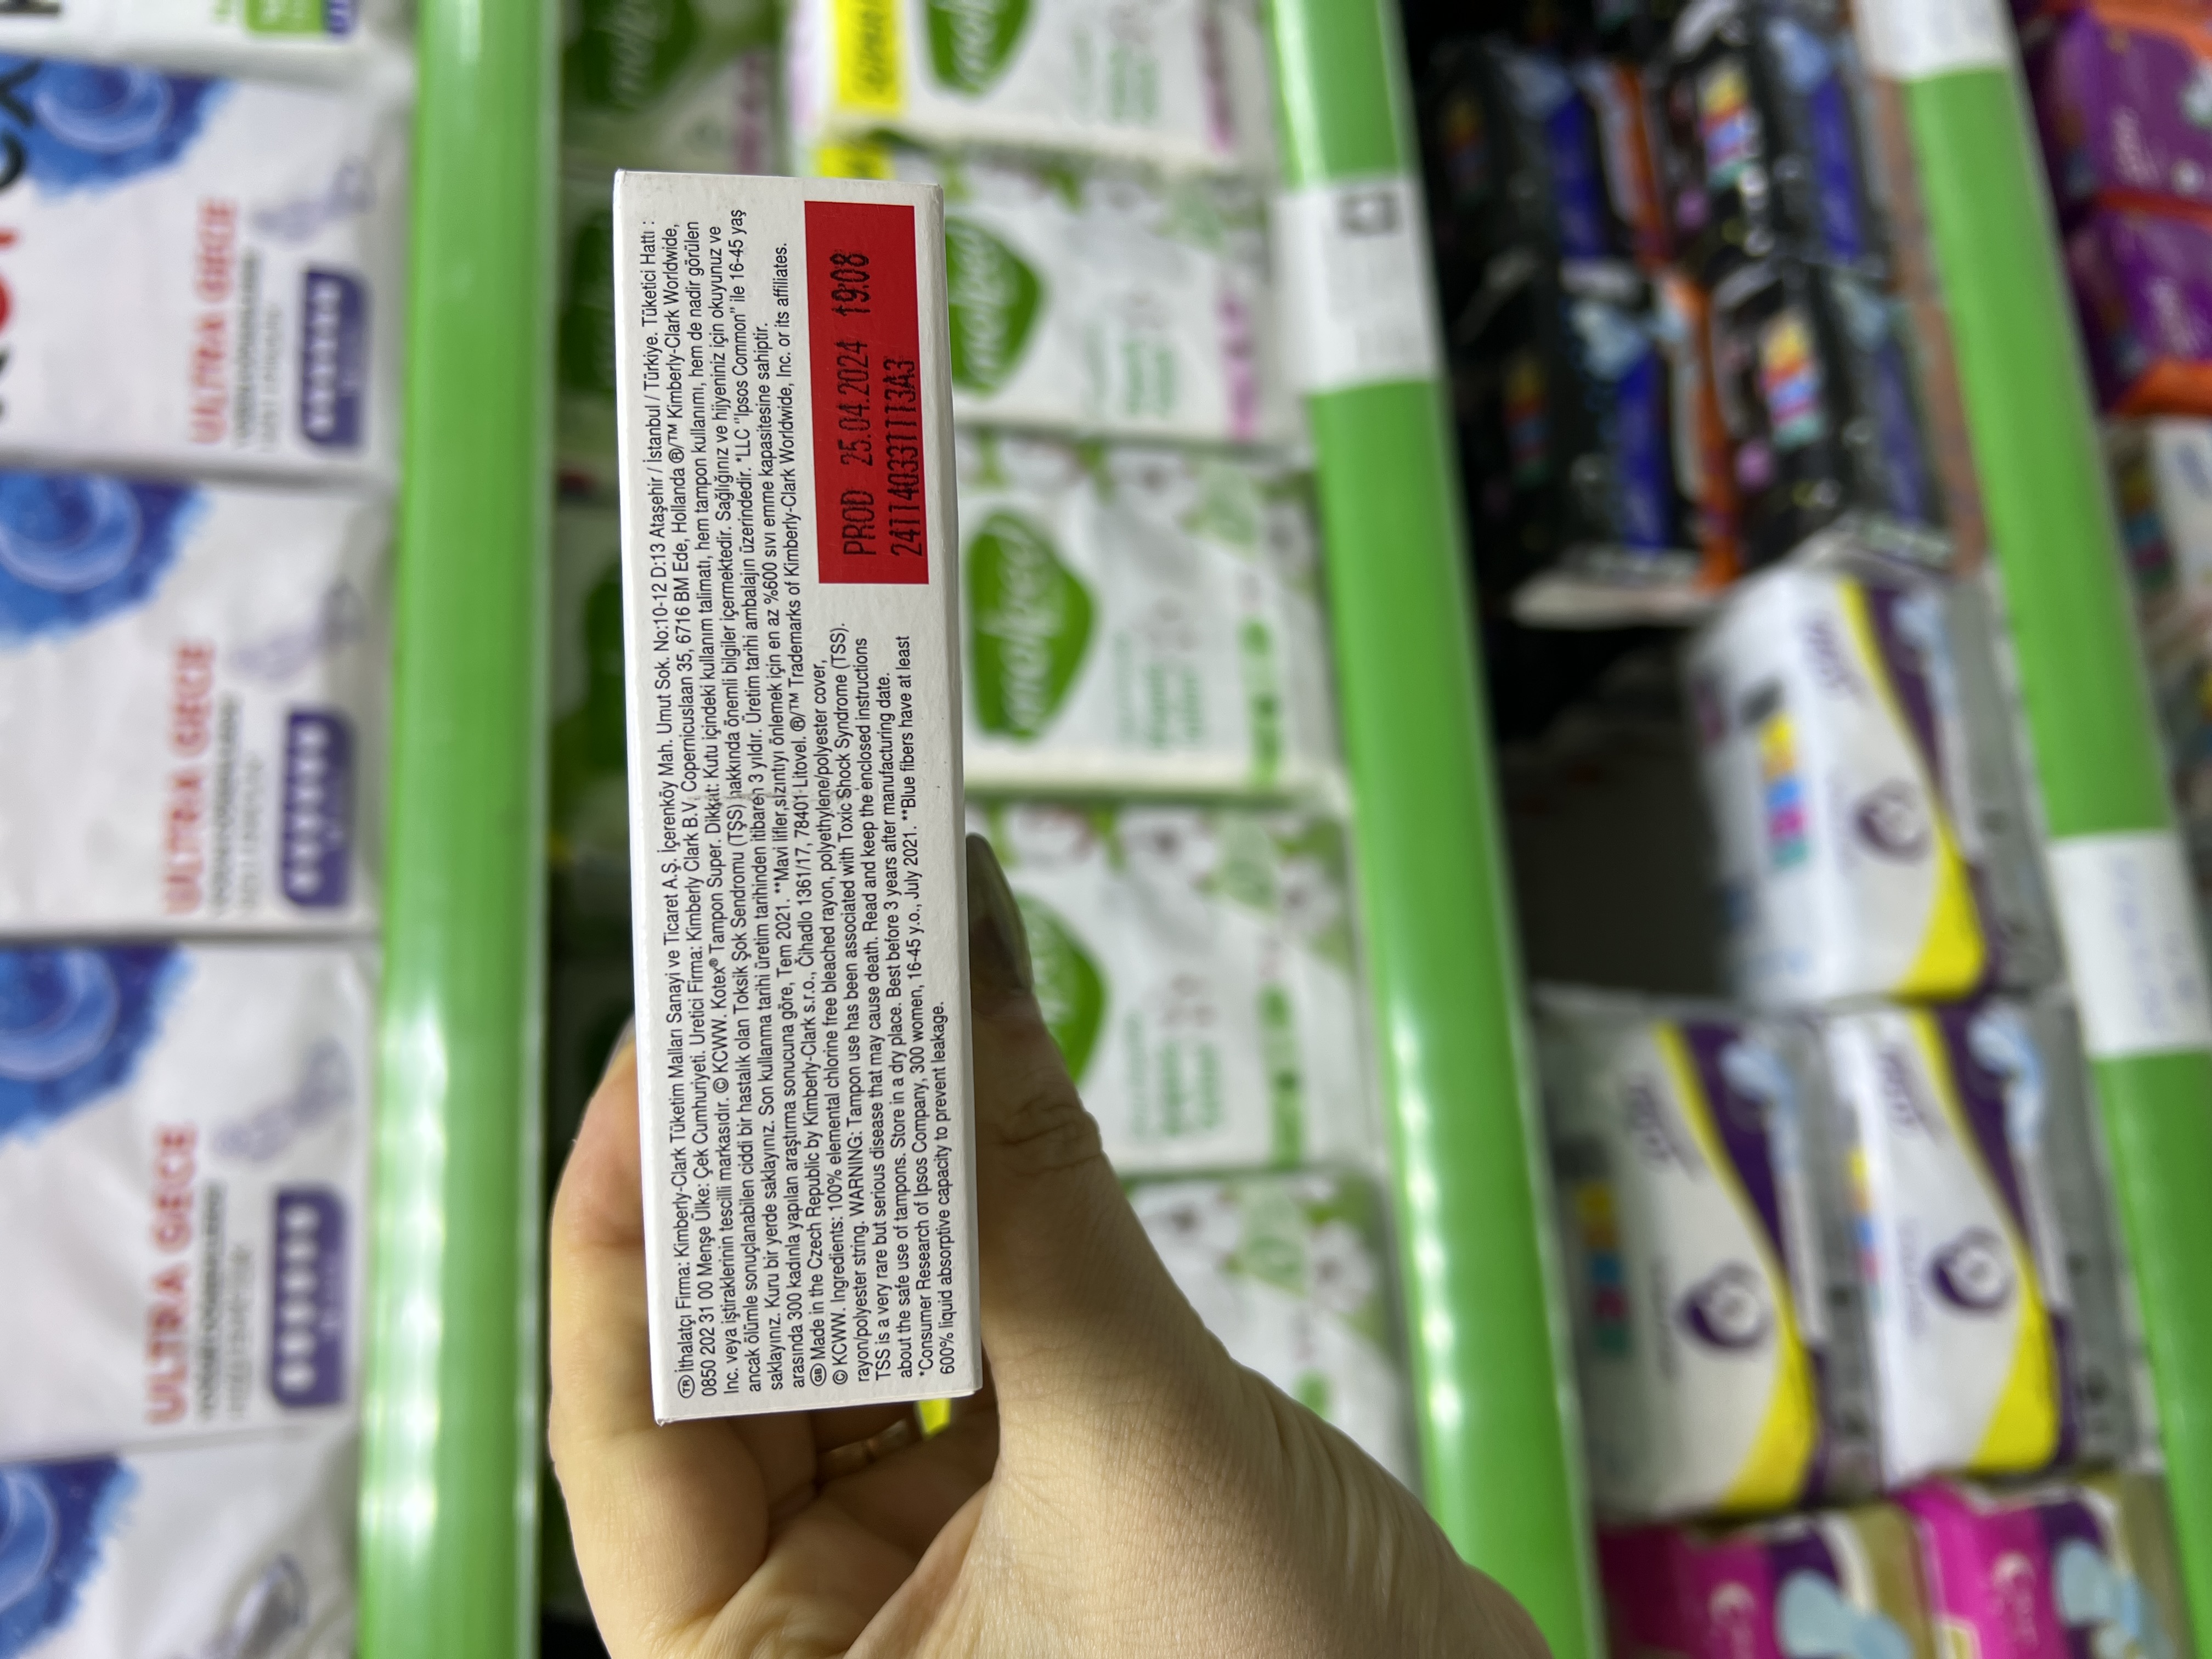 TR İthalatçı Firma: Kimberly-Clark Tüketim Malları Sanayi ve Ticaret A.Ş. İçerenköy Mah. Umut Sok. No:10-12 D:13 Ataşehir / İstanbul / Türkiye. Tüketici Hattı :
0850 202 31 00 Menşe Ülke: Çek Cumhuriyeti. Üretici Firma: Kimberly Clark B.V. Copernicuslaan 35, 6716 BM Ede, Hollanda ®/™ Kimberly-Clark Worldwide,
Inc. veya iştiraklerinin tescilli markasıdır. © KCWW. Kotex® Tampon Super. Dikkat: Kutu içindeki kullanım talimatı, hem tampon kullanımı, hem de nadir görülen
ancak ölümle sonuçlanabilen ciddi bir hastalık olan Toksik Şok Sendromu (TŞS) hakkında önemli bilgiler içermektedir. Sağlığınız ve hijyeniniz için okuyunuz ve
saklayınız. Kuru bir yerde saklayınız. Son kullanma tarihi üretim tarihinden itibaren 3 yıldır. Üretim tarihi ambalajın üzerindedir. *LLC "Ipsos Common" ile 16-45 yaş
arasında 300 kadınla yapılan araştırma sonucuna göre, Tem 2021. **Mavi lifler,sızıntıyı önlemek için en az %600 sıvı emme kapasitesine sahiptir.
GB Made in the Czech Republic by Kimberly-Clark s.r.o., Čihadlo 1361/17, 78401 Litovel. ®/™ Trademarks of Kimberly-Clark Worldwide, Inc. or its affiliates.
© KCWW. Ingredients: 100% elemental chlorine free bleached rayon, polyethylene/polyester cover,
rayon/polyester string. WARNING: Tampon use has been associated with Toxic Shock Syndrome (TSS).
TSS is a very rare but serious disease that may cause death. Read and keep the enclosed instructions
about the safe use of tampons. Store in a dry place. Best before 3 years after manufacturing date.
*Consumer Research of Ipsos Company, 300 women, 16-45 y.o., July 2021. **Blue fibers have at least
600% liquid absorptive capacity to prevent leakage.
PROD 25.04.2024 19:08
ULTRA GECE
ULTRA GECE
ULTRA GECE
naked
naked